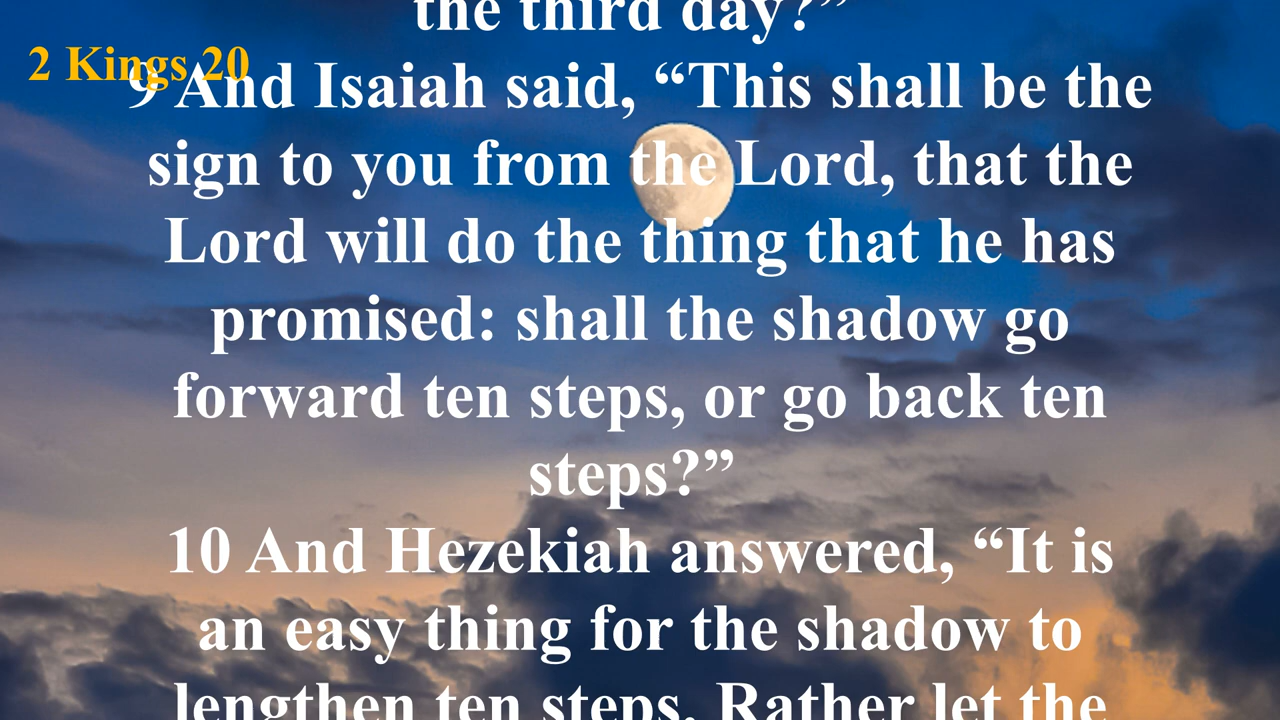 the third day?”
2 Kings 20
9 And Isaiah said, “This shall be the
sign to you from the Lord, that the
Lord will do the thing that he has
promised: shall the shadow go
forward ten steps, or go back ten
steps?”
10 And Hezekiah answered, “It is
an easy thing for the shadow to
lengthen ten steps. Rather let the